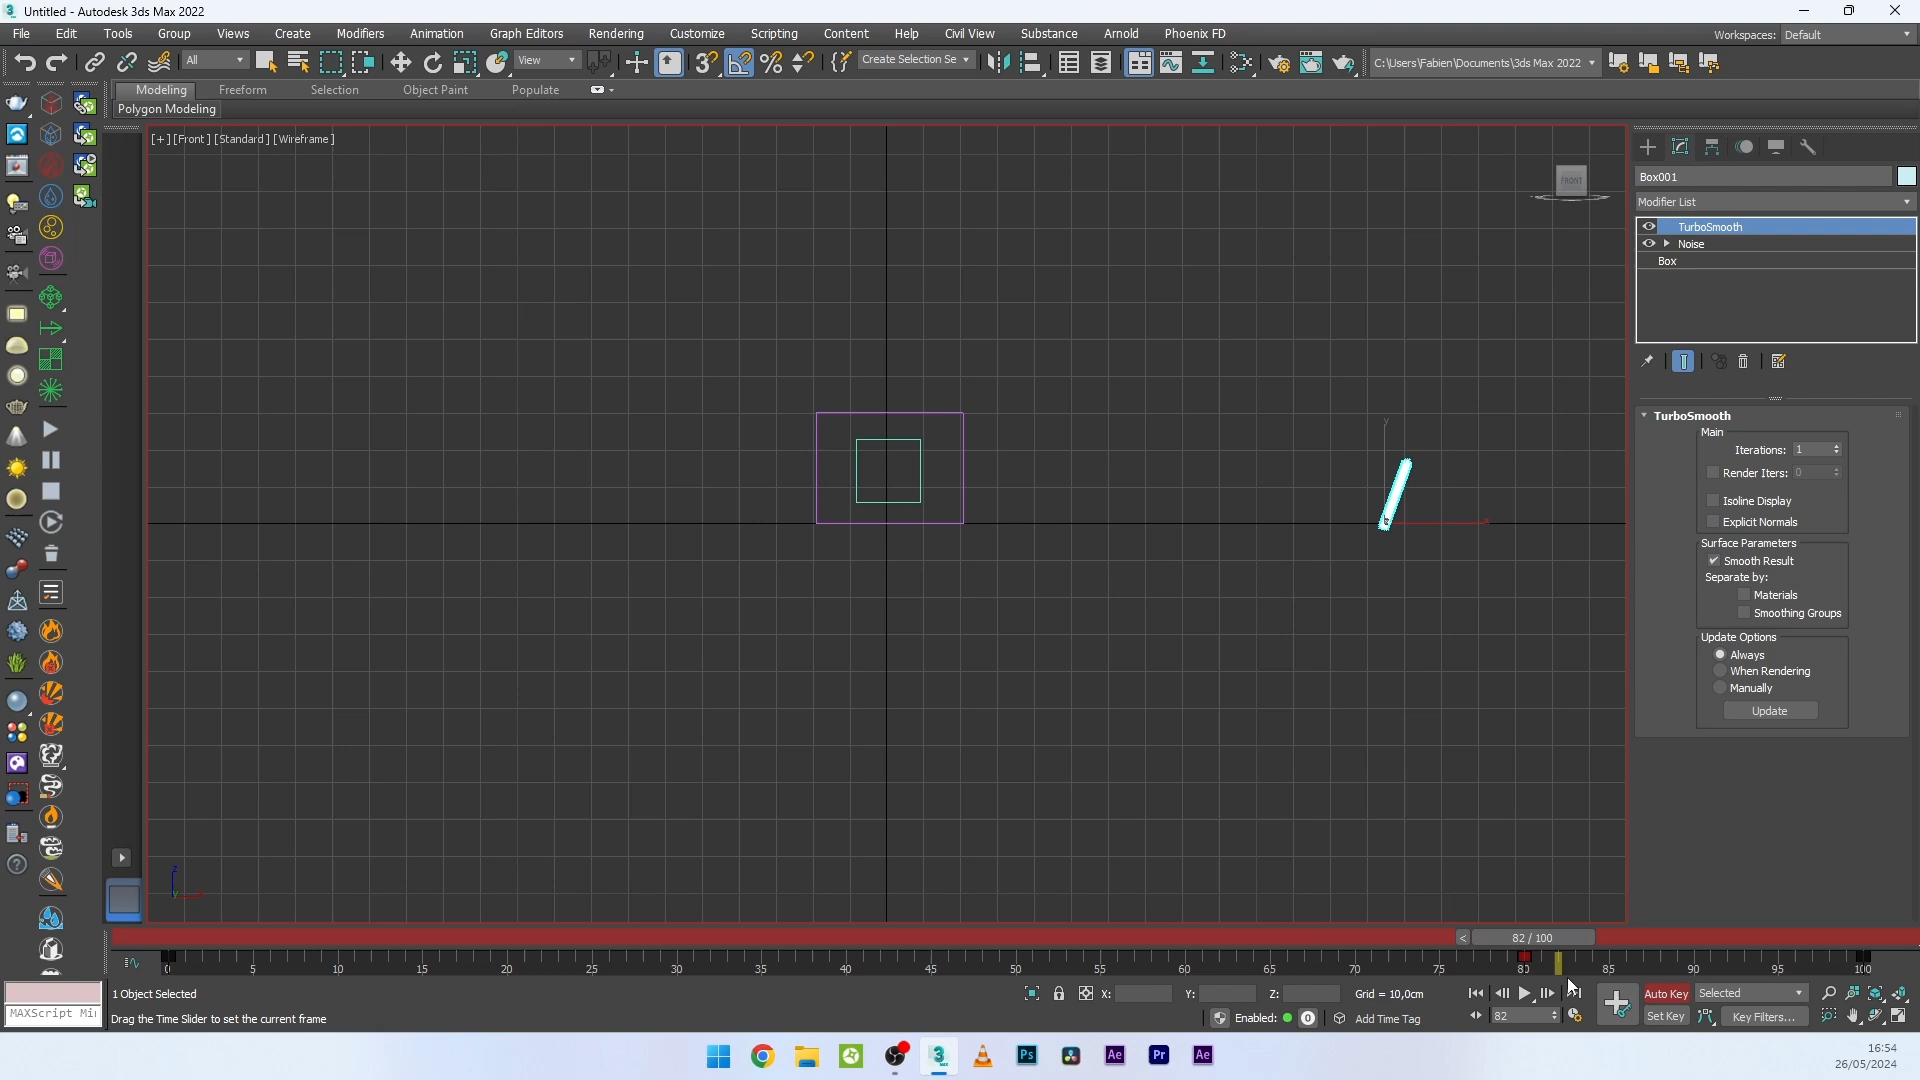 Untitled - Autodesk 3ds Max 2022
File Edit Tools Group Views Create Modifiers Animation Graph Editors Rendering Customize Scripting Content Help Civil View Substance Arnold Phoenix FD Workspaces: Default
All View Create Selection Se C:\Users\Fabien\Documents\3ds Max 2022
Modeling Freeform Selection Object Paint Populate
Polygon Modeling
[+] [Front] [Standard] [Wireframe]
FRONT
Box001
Modifier List
TurboSmooth
Noise
Box
TurboSmooth
Main
Iterations: 1
Render Iters: 0
Isoline Display
Explicit Normals
Surface Parameters
Smooth Result
Separate by:
Materials
Smoothing Groups
Update Options
Always
When Rendering
Manually
Update
y
x
z
< 82 / 100
0 5 10 15 20 25 30 35 40 45 50 55 60 65 70 75 80 85 90 95 100
1 Object Selected X: Y: Z: Grid = 10,0cm Auto Key Selected
MAXScript Mi Drag the Time Slider to set the current frame Enabled: 0 Add Time Tag 82 Set Key Key Filters...
16:54
26/05/2024